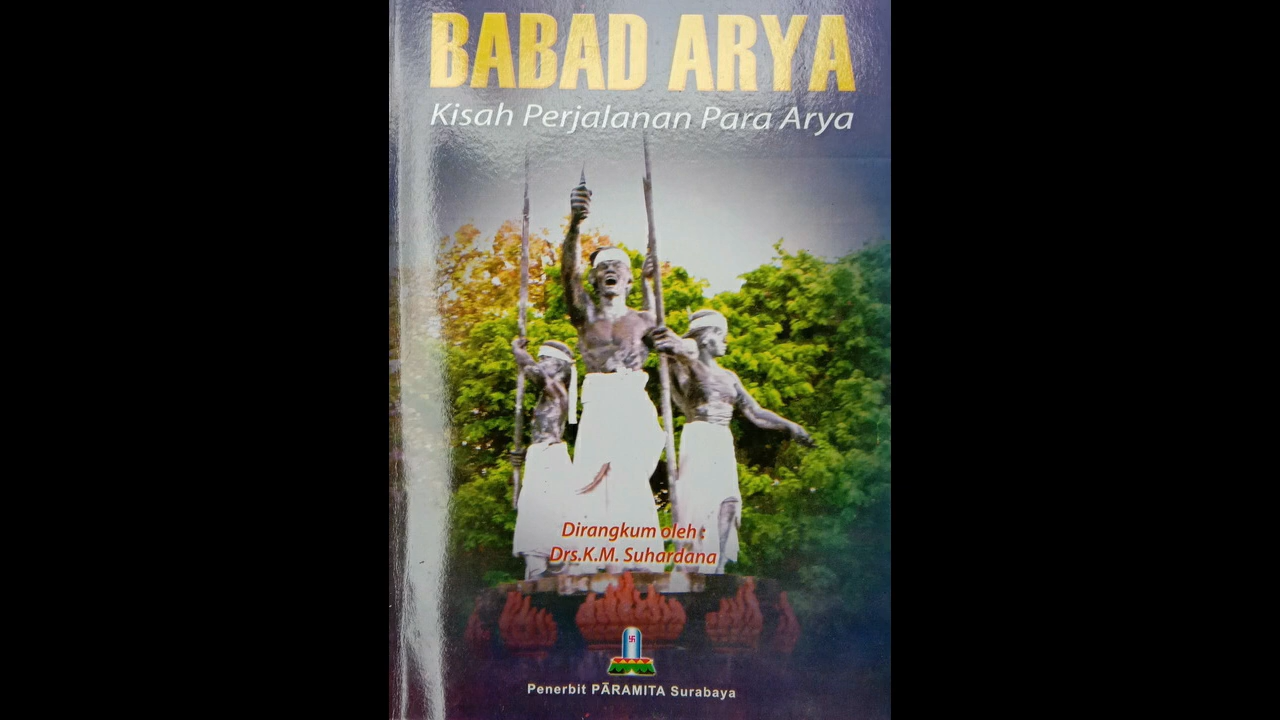 BABAD ARYA
Kisah Perjalanan Para Arya
Dirangkum oleh :
Drs.K.M. Suhardana
Penerbit PĀRAMITA Surabaya